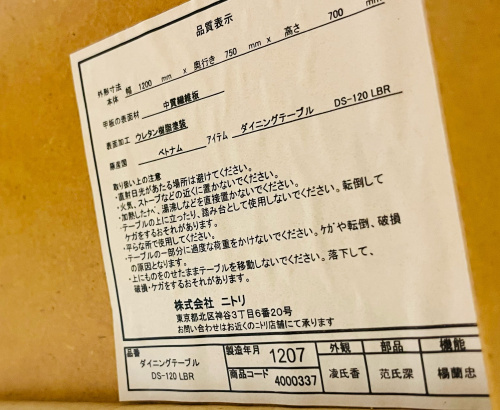 品質表示
外形寸法 幅 1200 mm x 奥行き 750 mm x 高さ 700 mm
本体
甲板の表面材 中質繊維板
表面加工 ウレタン樹脂塗装 アイテム ダイニングテーブル DS-120 LBR
原産国 ベトナム
取り扱い上の注意
・直射日光があたる場所は避けてください。
・火気、ストーブなどの近くに置かないでください。
・加熱したナベ、湯沸しなどを直接置かないでください。
・テーブルの上に立ったり、踏み台として使用しないでください。転倒して
ケガをするおそれがあります。
・平らな所で使用してください。
・テーブルの一部分に過度な荷重をかけないでください。ケガや転倒、破損
の原因となります。
・上にものをのせたままテーブルを移動しないでください。落下して、
破損・ケガをするおそれがあります。
株式会社 ニトリ
東京都北区神谷3丁目6番20号
お問い合わせはお近くのニトリ店舗にて承ります
品番 製造年月 1207 外観 部品 機能
ダイニングテーブル
DS-120 LBR 商品コード 4000337 凌氏香 范氏深 楊蘭忠